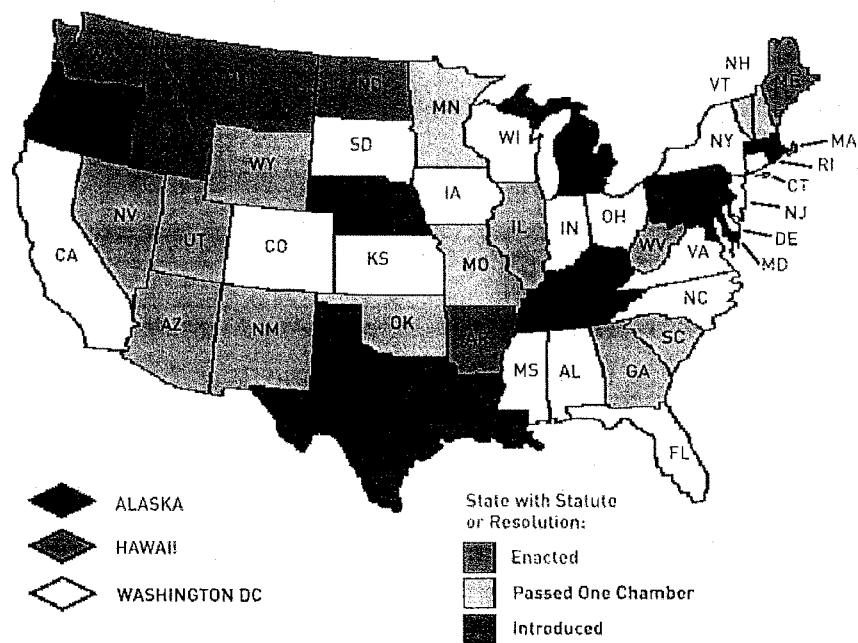 NH
VT
ME
MN
MA
NY
WI
SD
RI
WY
CT
IA
NV
NJ
OH
IN
IL
UT
WV
CO
DE
CA
VA
KS
MO
MD
NC
AZ
OK
NM
SC
MS
AL
GA
FL
ALASKA
HAWAII
WASHINGTON DC
State with Statute
or Resolution:
Enacted
Passed One Chamber
Introduced